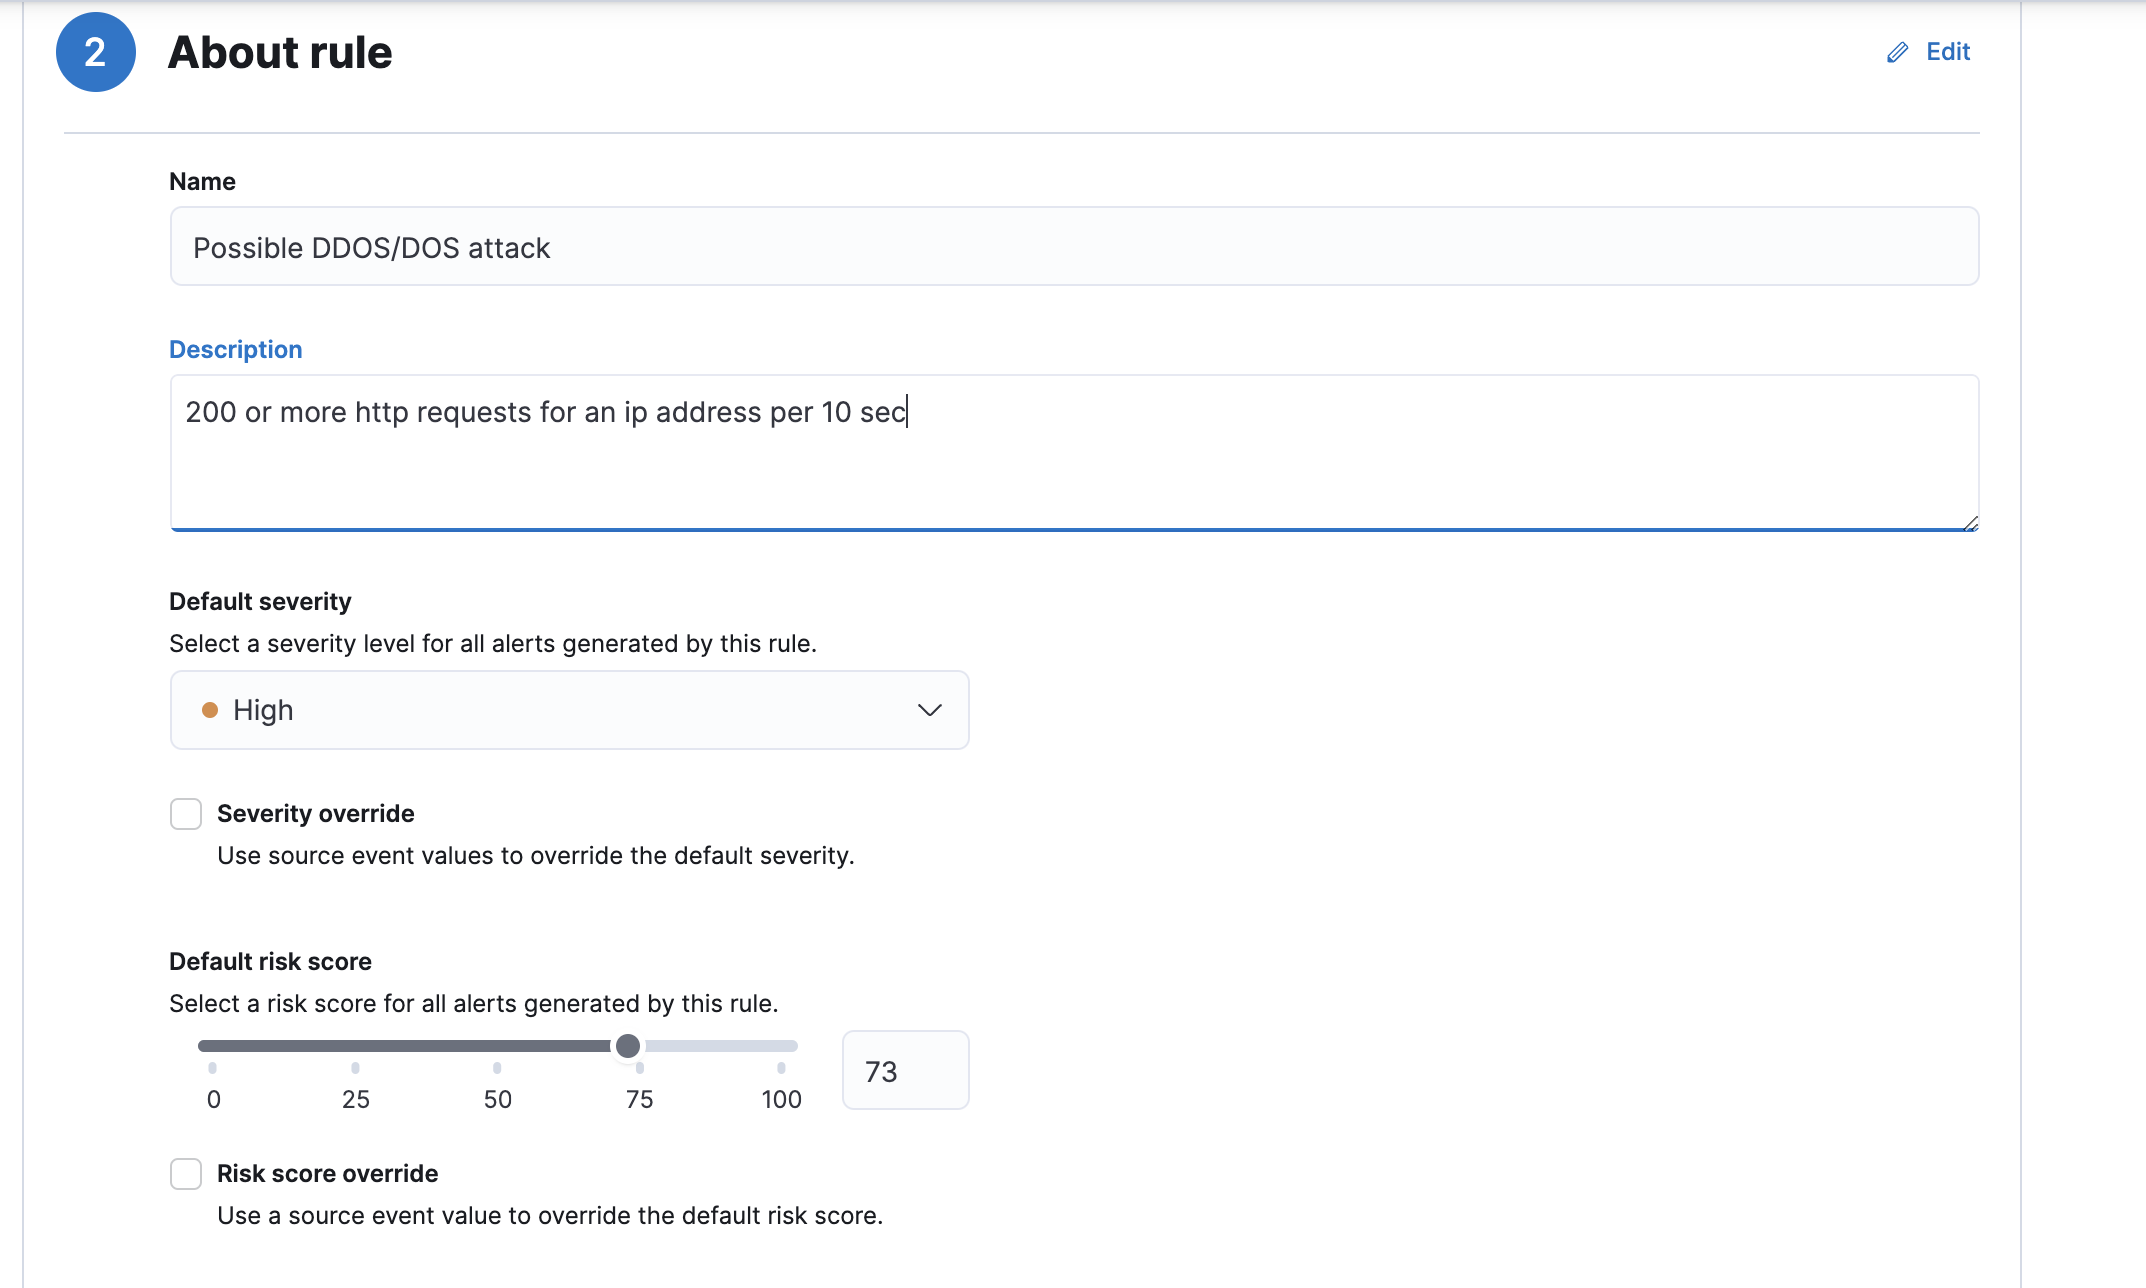 2
About rule
Edit
Name
Possible DDOS/DOS attack
Description
200 or more http requests for an ip address per 10 sec
Default severity
Select a severity level for all alerts generated by this rule.
High
Severity override
Use source event values to override the default severity.
Default risk score
Select a risk score for all alerts generated by this rule.
0 25 50 75 100
73
Risk score override
Use a source event value to override the default risk score.